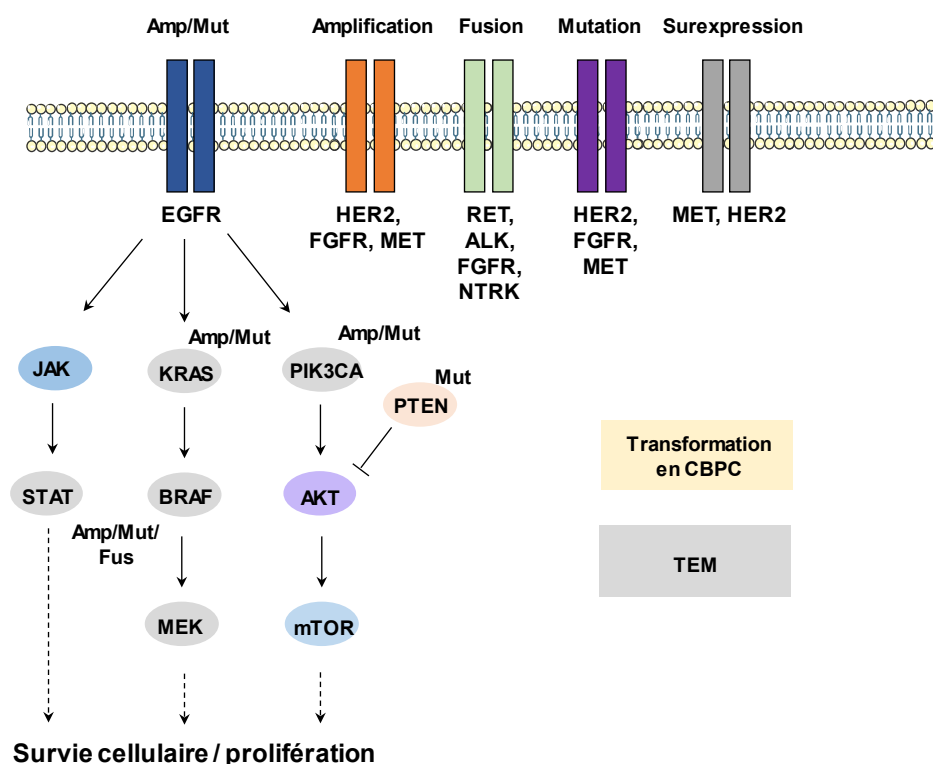 Amp/Mut
Amplification
Fusion
Mutation
Surexpression
EGFR
HER2,
FGFR, MET
RET,
ALK,
FGFR,
NTRK
HER2,
FGFR,
MET
MET, HER2
Amp/Mut
Amp/Mut
JAK
KRAS
PIK3CA
Mut
PTEN
STAT
BRAF
AKT
Amp/Mut/
Fus
MEK
mTOR
Transformation
en CBPC
TEM
Survie cellulaire / prolifération